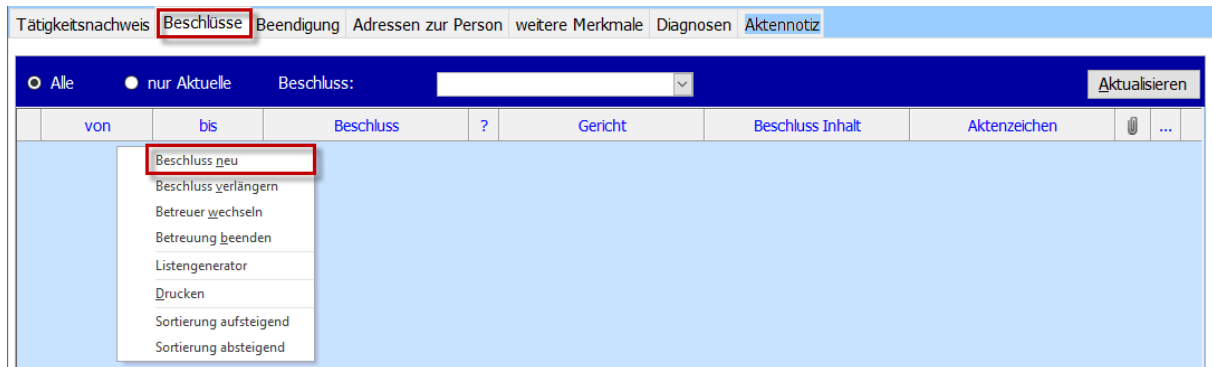 Tätigkeitsnachweis Beschlüsse Beendigung Adressen zur Person weitere Merkmale Diagnosen Aktennotiz
Alle nur Aktuelle Beschluss: Aktualisieren
von bis Beschluss ? Gericht Beschluss Inhalt Aktenzeichen ...
Beschluss neu
Beschluss verlängern
Betreuer wechseln
Betreuung beenden
Listengenerator
Drucken
Sortierung aufsteigend
Sortierung absteigend